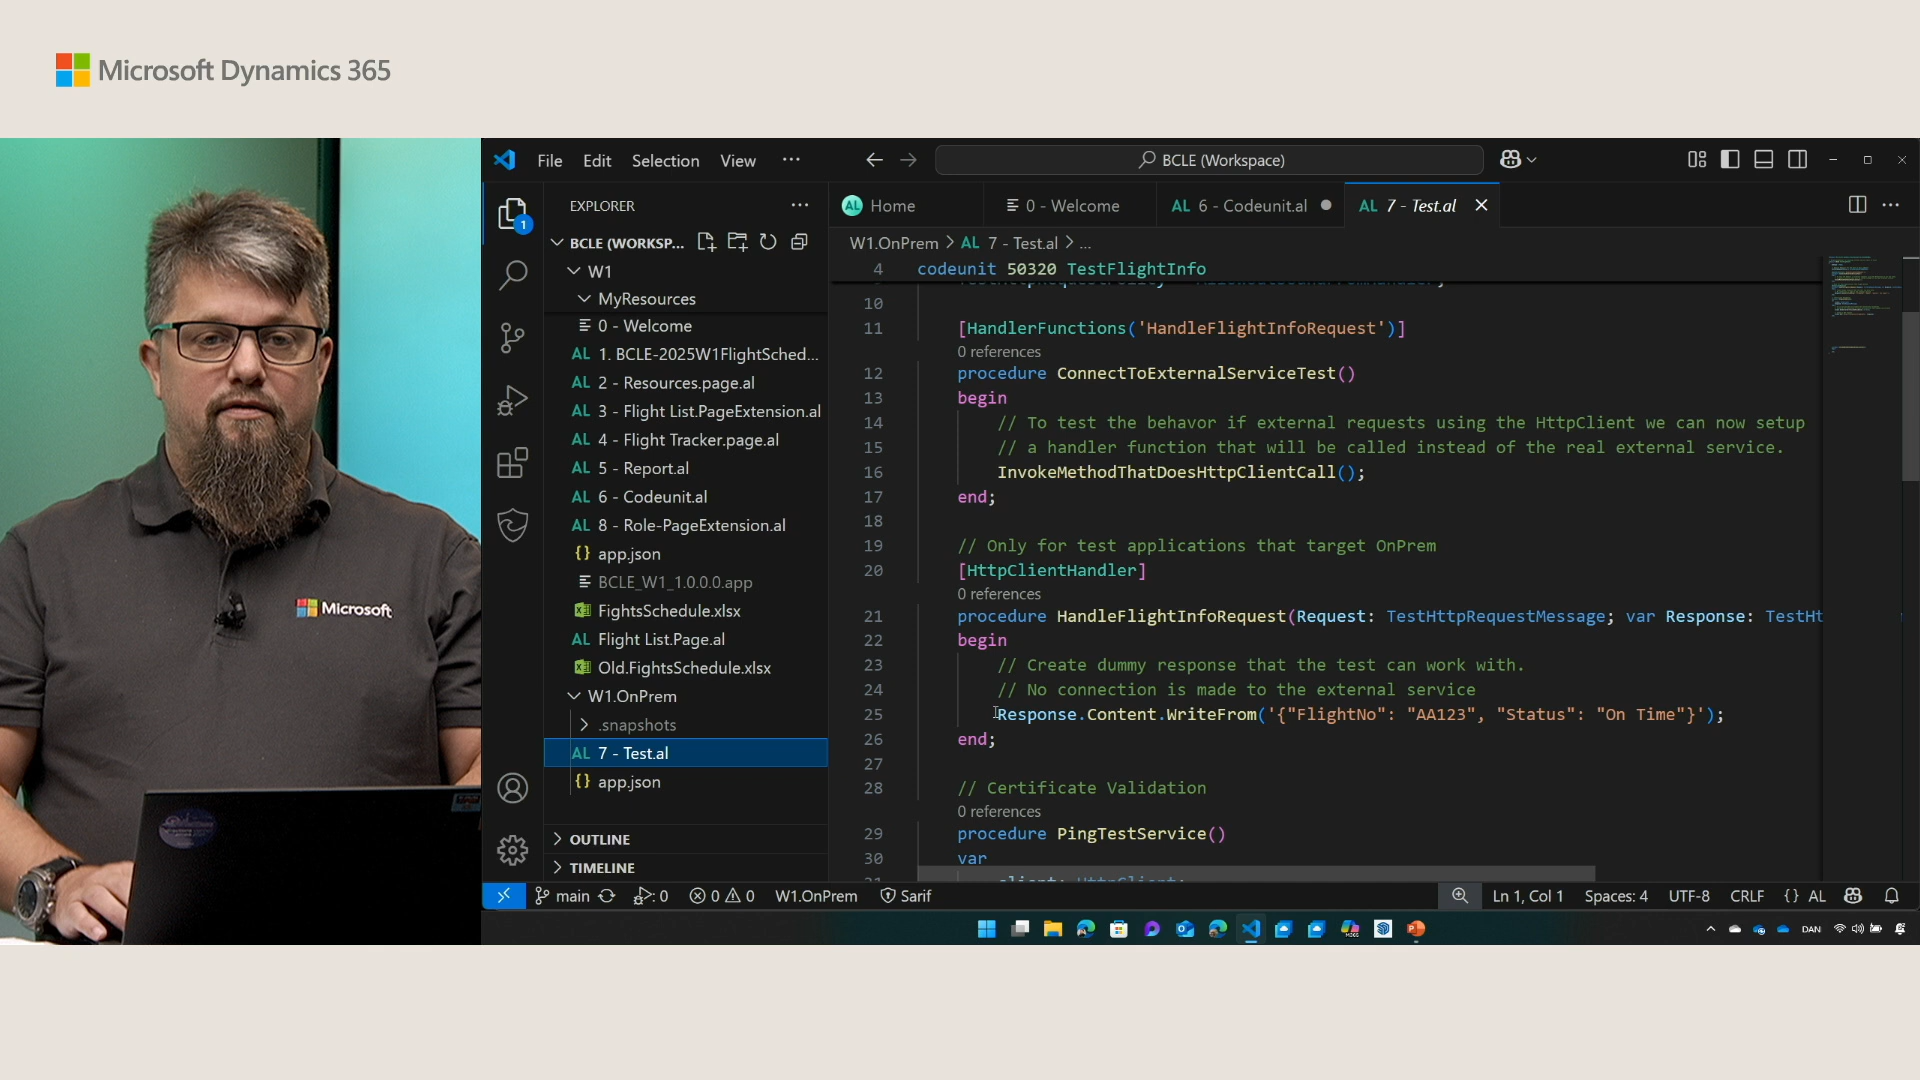 Microsoft Dynamics 365
Microsoft
File Edit Selection View ···
BCLE (Workspace)
EXPLORER
BCLE (WORKSP...
W1
MyResources
0 - Welcome
AL 1. BCLE-2025W1FlightSched...
AL 2 - Resources.page.al
AL 3 - Flight List.PageExtension.al
AL 4 - Flight Tracker.page.al
AL 5 - Report.al
AL 6 - Codeunit.al
AL 8 - Role-PageExtension.al
{} app.json
BCLE_W1_1.0.0.0.app
FightsSchedule.xlsx
AL Flight List.Page.al
Old.FightsSchedule.xlsx
W1.OnPrem
.snapshots
AL 7 - Test.al
{} app.json
OUTLINE
TIMELINE
1
AL Home
0 - Welcome
AL 6 - Codeunit.al
AL 7 - Test.al
W1.OnPrem > AL 7 - Test.al > ...
4 codeunit 50320 TestFlightInfo
10
11 [HandlerFunctions('HandleFlightInfoRequest')]
0 references
12 procedure ConnectToExternalServiceTest()
13 begin
14 // To test the behavor if external requests using the HttpClient we can now setup
15 // a handler function that will be called instead of the real external service.
16 InvokeMethodThatDoesHttpClientCall();
17 end;
18
19 // Only for test applications that target OnPrem
20 [HttpClientHandler]
0 references
21 procedure HandleFlightInfoRequest(Request: TestHttpRequestMessage; var Response: TestHt
22 begin
23 // Create dummy response that the test can work with.
24 // No connection is made to the external service
25 Response.Content.WriteFrom('{"FlightNo": "AA123", "Status": "On Time"}');
26 end;
27
28 // Certificate Validation
0 references
29 procedure PingTestService()
30 var
main
0
0 0
W1.OnPrem
Sarif
Ln 1, Col 1
Spaces: 4
UTF-8
CRLF
{} AL
DAN